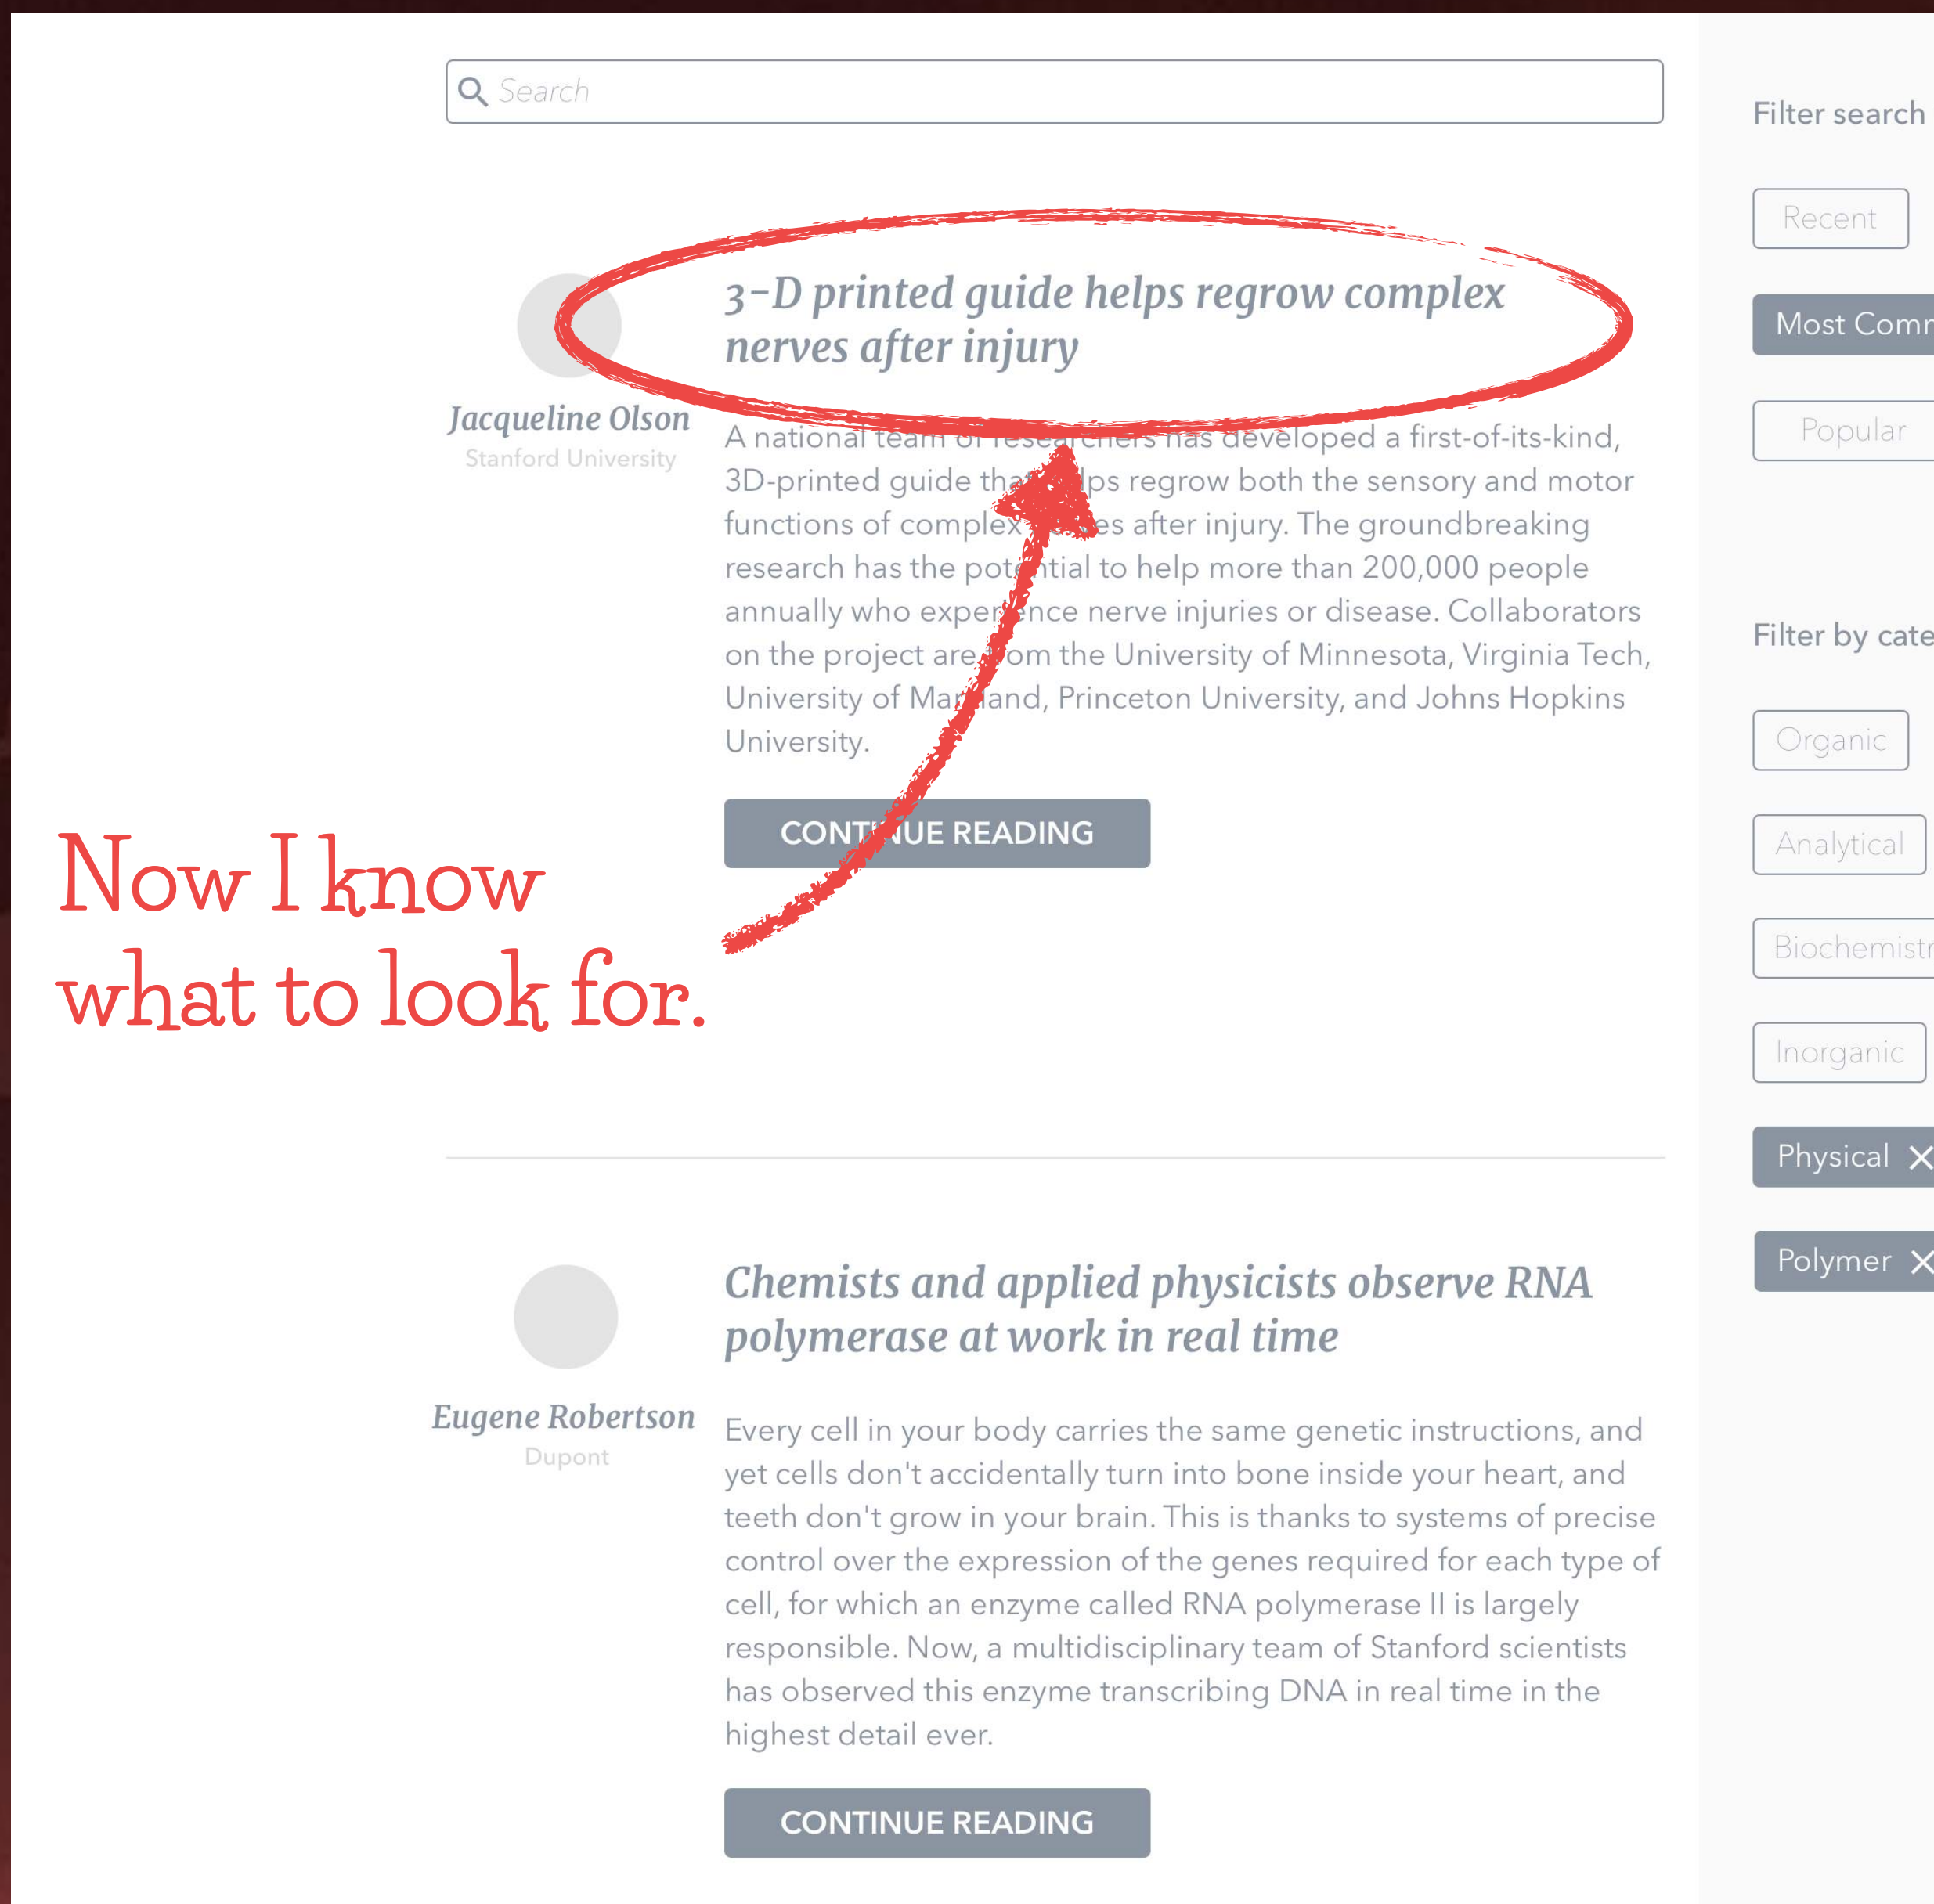 Search
3-D printed guide helps regrow complex
nerves after injury
Jacqueline Olson
Stanford University
A national team of researchers has developed a first-of-its-kind,
3D-printed guide that helps regrow both the sensory and motor
functions of complex nerves after injury. The groundbreaking
research has the potential to help more than 200,000 people
annually who experience nerve injuries or disease. Collaborators
on the project are from the University of Minnesota, Virginia Tech,
University of Maryland, Princeton University, and Johns Hopkins
University.
CONTINUE READING
Now I know
what to look for.
Chemists and applied physicists observe RNA
polymerase at work in real time
Eugene Robertson
Dupont
Every cell in your body carries the same genetic instructions, and
yet cells don't accidentally turn into bone inside your heart, and
teeth don't grow in your brain. This is thanks to systems of precise
control over the expression of the genes required for each type of
cell, for which an enzyme called RNA polymerase II is largely
responsible. Now, a multidisciplinary team of Stanford scientists
has observed this enzyme transcribing DNA in real time in the
highest detail ever.
CONTINUE READING
Filter search
Recent
Most
Popular
Filter by
Organic
Analytical
Inorganic
Physical
Polymer